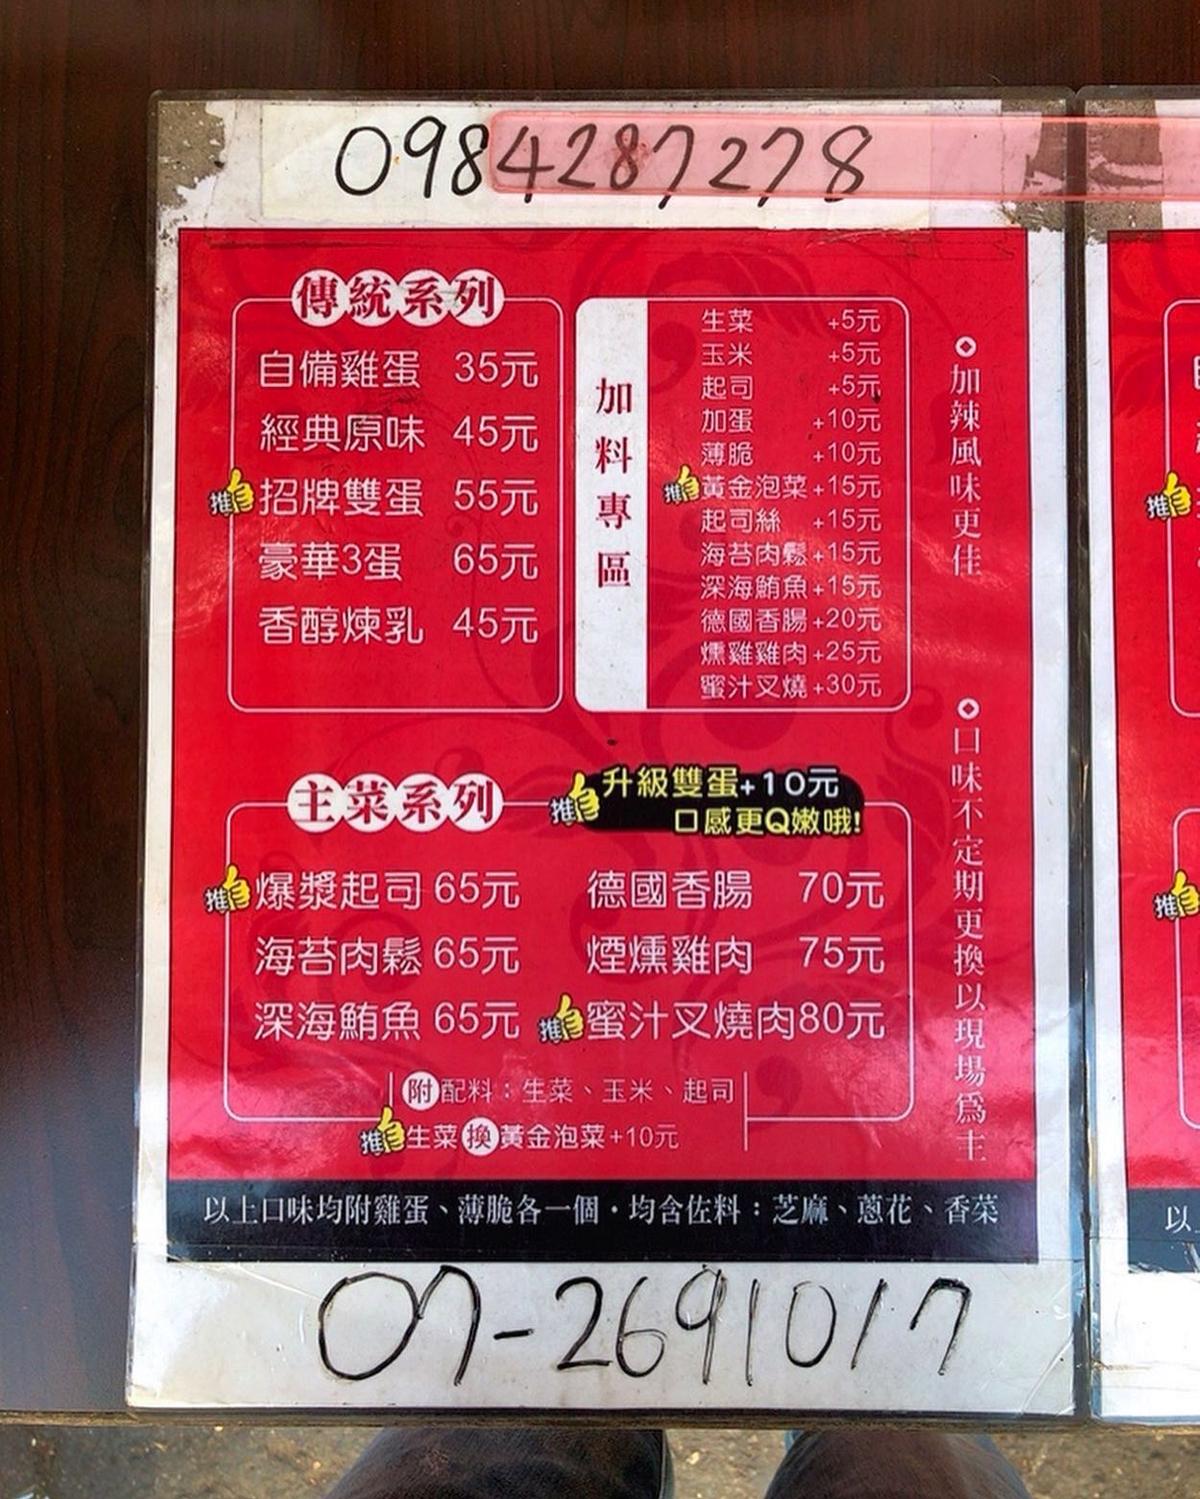 0984287278
傳統系列
自備雞蛋 35元
經典原味 45元
推 招牌雙蛋 55元
豪華3蛋 65元
香醇煉乳 45元
加料專區
生菜 +5元
玉米 +5元
起司 +5元
加蛋 +10元
薄脆 +10元
推 黃金泡菜 +15元
起司絲 +15元
海苔肉鬆 +15元
深海鮪魚 +15元
德國香腸 +20元
燻雞雞肉 +25元
蜜汁叉燒 +30元
加辣風味更佳
口味不定期更換以現場為主
主菜系列
推 升級雙蛋+10元
口感更Q嫩哦!
推 爆漿起司 65元 德國香腸 70元
海苔肉鬆 65元 煙燻雞肉 75元
深海鮪魚 65元 推 蜜汁叉燒肉80元
附 配料：生菜、玉米、起司
推 生菜換黃金泡菜+10元
以上口味均附雞蛋、薄脆各一個・均含佐料：芝麻、蔥花、香菜
07-2691017
推
推
以